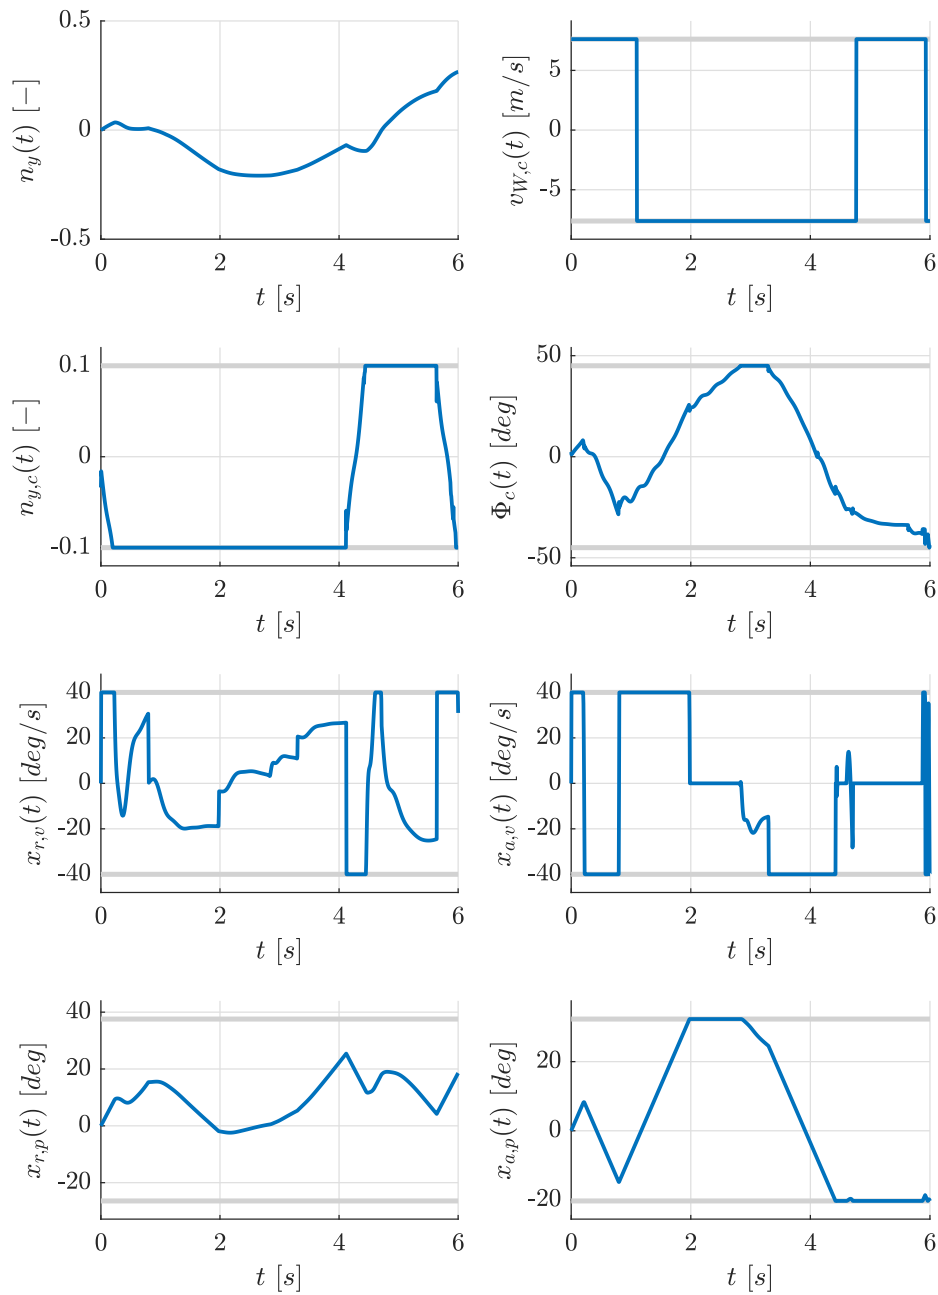 0.5
0
-0.5
n_y(t) [−]
0 2 4 6
t [s]
5
0
-5
v_{W,c}(t) [m/s]
0 2 4 6
t [s]
0.1
0
-0.1
n_{y,c}(t) [−]
0 2 4 6
t [s]
50
0
-50
Φ_c(t) [deg]
0 2 4 6
t [s]
40
20
0
-20
-40
x_{r,v}(t) [deg/s]
0 2 4 6
t [s]
40
20
0
-20
-40
x_{a,v}(t) [deg/s]
0 2 4 6
t [s]
40
20
0
-20
x_{r,p}(t) [deg]
0 2 4 6
t [s]
20
0
-20
x_{a,p}(t) [deg]
0 2 4 6
t [s]